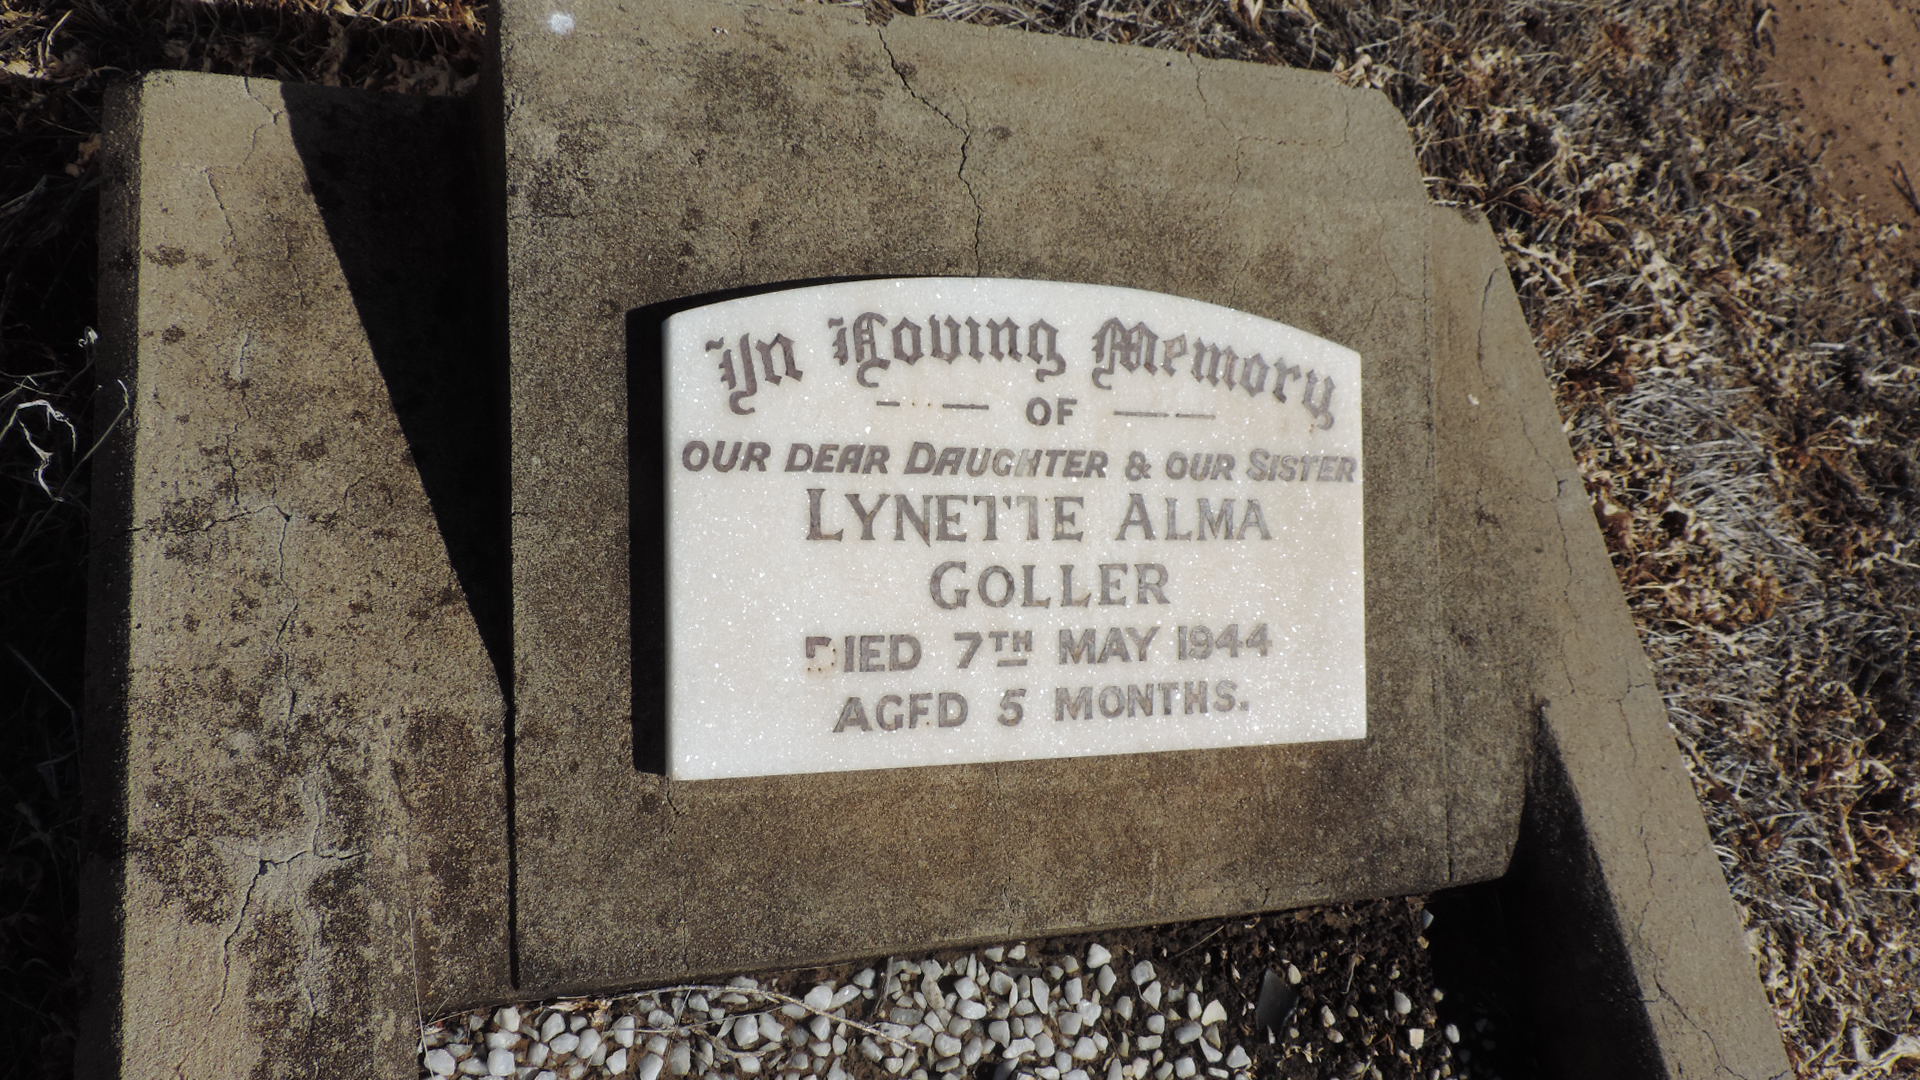 In Loving Memory
OF
OUR DEAR DAUGHTER & OUR SISTER
LYNETTE ALMA
GOLLER
DIED 7TH MAY 1944
AGED 5 MONTHS.